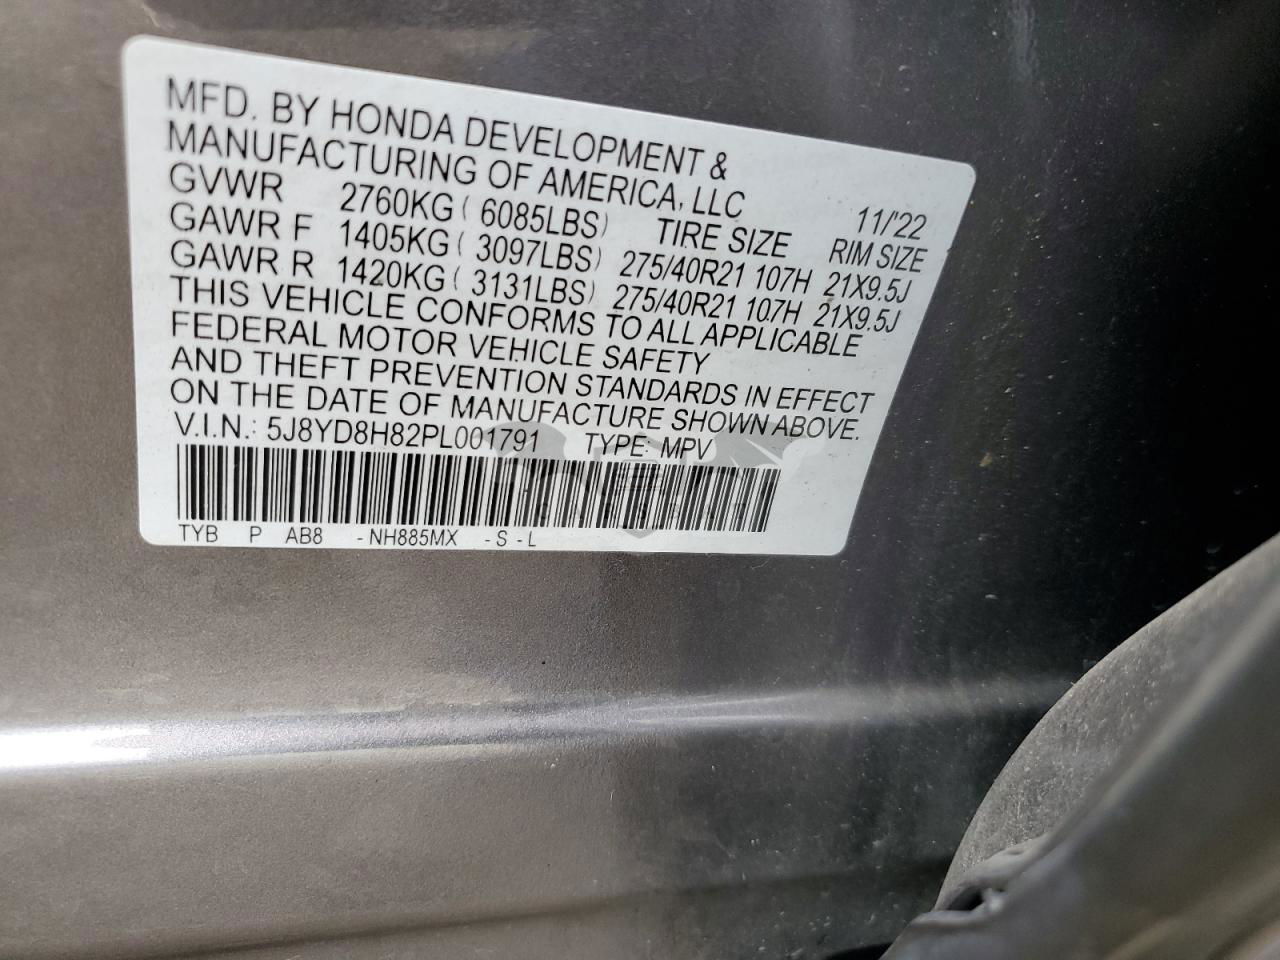 MFD. BY HONDA DEVELOPMENT &
MANUFACTURING OF AMERICA, LLC 11/'22
GVWR 2760KG ( 6085LBS) TIRE SIZE RIM SIZE
GAWR F 1405KG ( 3097LBS) 275/40R21 107H 21X9.5J
GAWR R 1420KG ( 3131LBS) 275/40R21 107H 21X9.5J
THIS VEHICLE CONFORMS TO ALL APPLICABLE
FEDERAL MOTOR VEHICLE SAFETY
AND THEFT PREVENTION STANDARDS IN EFFECT
ON THE DATE OF MANUFACTURE SHOWN ABOVE.
V.I.N.: 5J8YD8H82PL001791 TYPE: MPV
TYB P AB8 -NH885MX -S -L